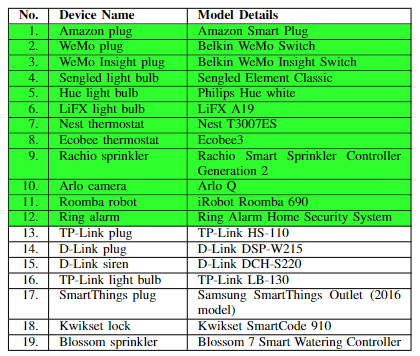 No. Device Name Model Details
1. Amazon plug Amazon Smart Plug
2. WeMo plug Belkin WeMo Switch
3. WeMo Insight plug Belkin WeMo Insight Switch
4. Sengled light bulb Sengled Element Classic
5. Hue light bulb Philips Hue white
6. LiFX light bulb LiFX A19
7. Nest thermostat Nest T3007ES
8. Ecobee thermostat Ecobee3
9. Rachio sprinkler Rachio Smart Sprinkler Controller
Generation 2
10. Arlo camera Arlo Q
11. Roomba robot iRobot Roomba 690
12. Ring alarm Ring Alarm Home Security System
13. TP-Link plug TP-Link HS-110
14. D-Link plug D-Link DSP-W215
15. D-Link siren D-Link DCH-S220
16. TP-Link light bulb TP-Link LB-130
17. SmartThings plug Samsung SmartThings Outlet (2016
model)
18. Kwikset lock Kwikset SmartCode 910
19. Blossom sprinkler Blossom 7 Smart Watering Controller